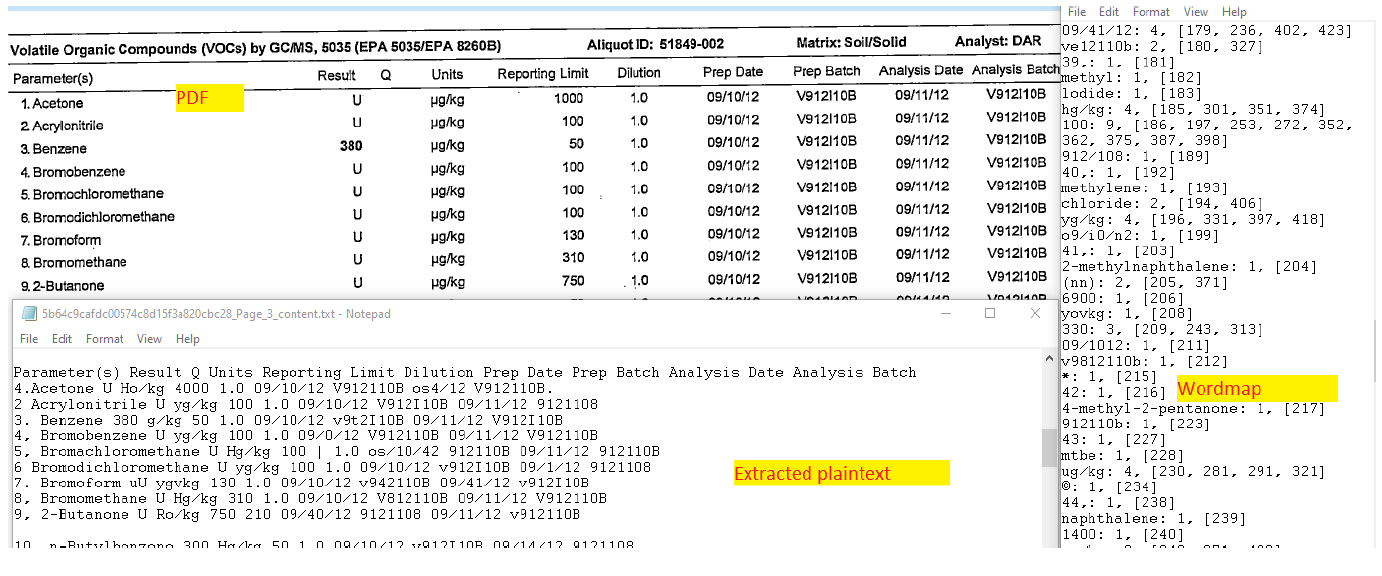 Volatile Organic Compounds (VOCs) by GC/MS, 5035 (EPA 5035/EPA 8260B) Aliquot ID: 51849-002 Matrix: Soil/Solid Analyst: DAR
Parameter(s) Result Q Units Reporting Limit Dilution Prep Date Prep Batch Analysis Date Analysis Batch
1. Acetone U µg/kg 1000 1.0 09/10/12 V912I10B 09/11/12 V912I10B
PDF
2. Acrylonitrile U µg/kg 100 1.0 09/10/12 V912I10B 09/11/12 V912I10B
3. Benzene 380 µg/kg 50 1.0 09/10/12 V912I10B 09/11/12 V912I10B
4. Bromobenzene U µg/kg 100 1.0 09/10/12 V912I10B 09/11/12 V912I10B
5. Bromochloromethane U µg/kg 100 1.0 09/10/12 V912I10B 09/11/12 V912I10B
6. Bromodichloromethane U µg/kg 100 1.0 09/10/12 V912I10B 09/11/12 V912I10B
7. Bromoform U µg/kg 130 1.0 09/10/12 V912I10B 09/11/12 V912I10B
8. Bromomethane U µg/kg 310 1.0 09/10/12 V912I10B 09/11/12 V912I10B
9. 2-Butanone U µg/kg 750 1.0 09/10/12 V912I10B 09/11/12 V912I10B
5b64c9cafdc00574c8d15f3a820cbc28_Page_3_content.txt - Notepad
File Edit Format View Help
Parameter(s) Result Q Units Reporting Limit Dilution Prep Date Prep Batch Analysis Date Analysis Batch
4.Acetone U Ho/kg 4000 1.0 09/10/12 V912110B os4/12 V912110B.
2 Acrylonitrile U yg/kg 100 1.0 09/10/12 V912I10B 09/11/12 9121108
3. Benzene 380 g/kg 50 1.0 09/10/12 v9t2I10B 09/11/12 V912I10B
4, Bromobenzene U yg/kg 100 1.0 09/0/12 V912110B 09/11/12 V912110B
5, Bromachloromethane U Hg/kg 100 | 1.0 os/10/42 912110B 09/11/12 912110B
6 Bromodichloromethane U yg/kg 100 1.0 09/10/12 v912I10B 09/1/12 9121108
7. Bromoform uU ygvkg 130 1.0 09/10/12 v942110B 09/41/12 v912I10B
8, Bromomethane U Hg/kg 310 1.0 09/10/12 V812110B 09/11/12 V912110B
9, 2-Butanone U Ro/kg 750 210 09/40/12 9121108 09/11/12 v912110B
10. n-Butylbenzene 300 Hg/kg 50 1.0 09/10/12 v912I10B 09/14/12 9121108
Extracted plaintext
File Edit Format View Help
09/41/12: 4, [179, 236, 402, 423]
ve12110b: 2, [180, 327]
39.: 1, [181]
methyl: 1, [182]
lodide: 1, [183]
hg/kg: 4, [185, 301, 351, 374]
100: 9, [186, 197, 253, 272, 352,
362, 375, 387, 398]
912/108: 1, [189]
40,: 1, [192]
methylene: 1, [193]
chloride: 2, [194, 406]
yg/kg: 4, [196, 331, 397, 418]
o9/i0/n2: 1, [199]
41,: 1, [203]
2-methylnaphthalene: 1, [204]
(nn): 2, [205, 371]
6900: 1, [206]
yovkg: 1, [208]
330: 3, [209, 243, 313]
09/1012: 1, [211]
v9812110b: 1, [212]
*: 1, [215]
42: 1, [216]
Wordmap
4-methyl-2-pentanone: 1, [217]
912110b: 1, [223]
43: 1, [227]
mtbe: 1, [228]
ug/kg: 4, [230, 281, 291, 321]
©: 1, [234]
44,: 1, [238]
naphthalene: 1, [239]
1400: 1, [240]